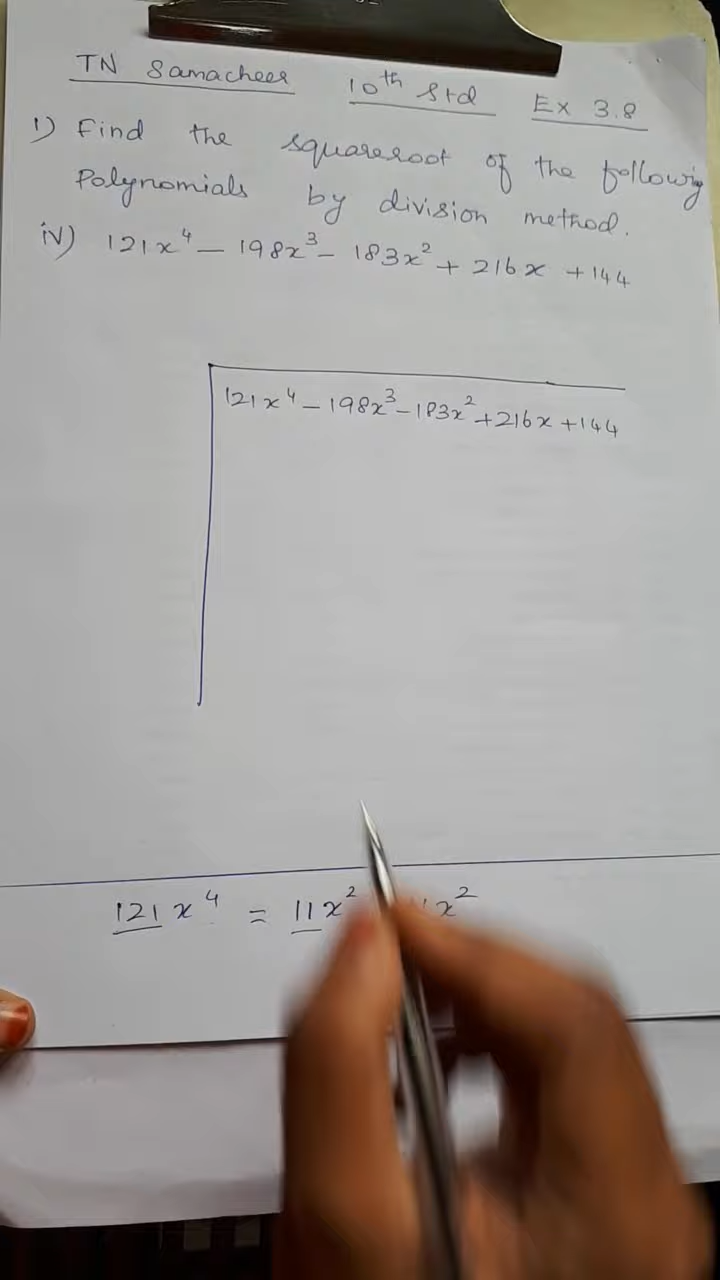 TN Samacheer 10th std Ex 3.8
1) Find the squareroot of the following
Polynomials by division method.
iv) 121x⁴ - 198x³ - 183x² + 216x + 144
121x⁴ - 198x³ - 183x² + 216x + 144
121x⁴ = 11x² x²